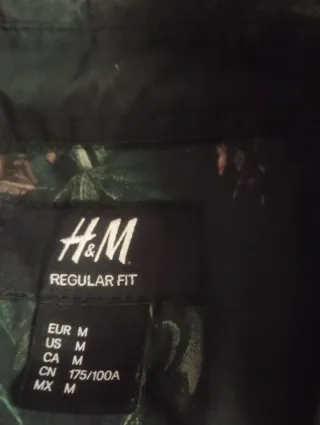 H&M
REGULAR FIT
EUR M
US M
CA M
CN 175/100A
MX M